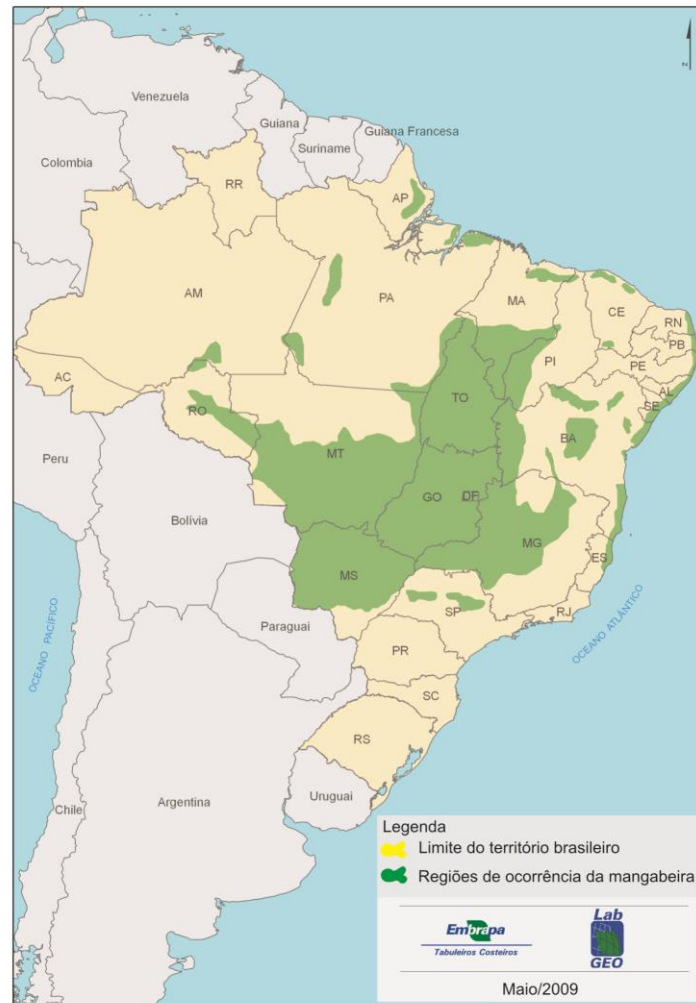 Venezuela
Guiana
Guiana Francesa
Suriname
Colombia
RR
AP
AM
PA
MA
CE
RN
PB
PI
PE
AC
AL
SE
TO
RO
BA
Peru
MT
GO
DF
Bolívia
MG
ES
MS
SP
RJ
Paraguai
OCEANO PACÍFICO
OCEANO ATLÂNTICO
PR
SC
RS
Argentina
Uruguai
Chile
N
Legenda
Limite do território brasileiro
Regiões de ocorrência da mangabeira
Embrapa
Tabuleiros Costeiros
Lab
GEO
Maio/2009